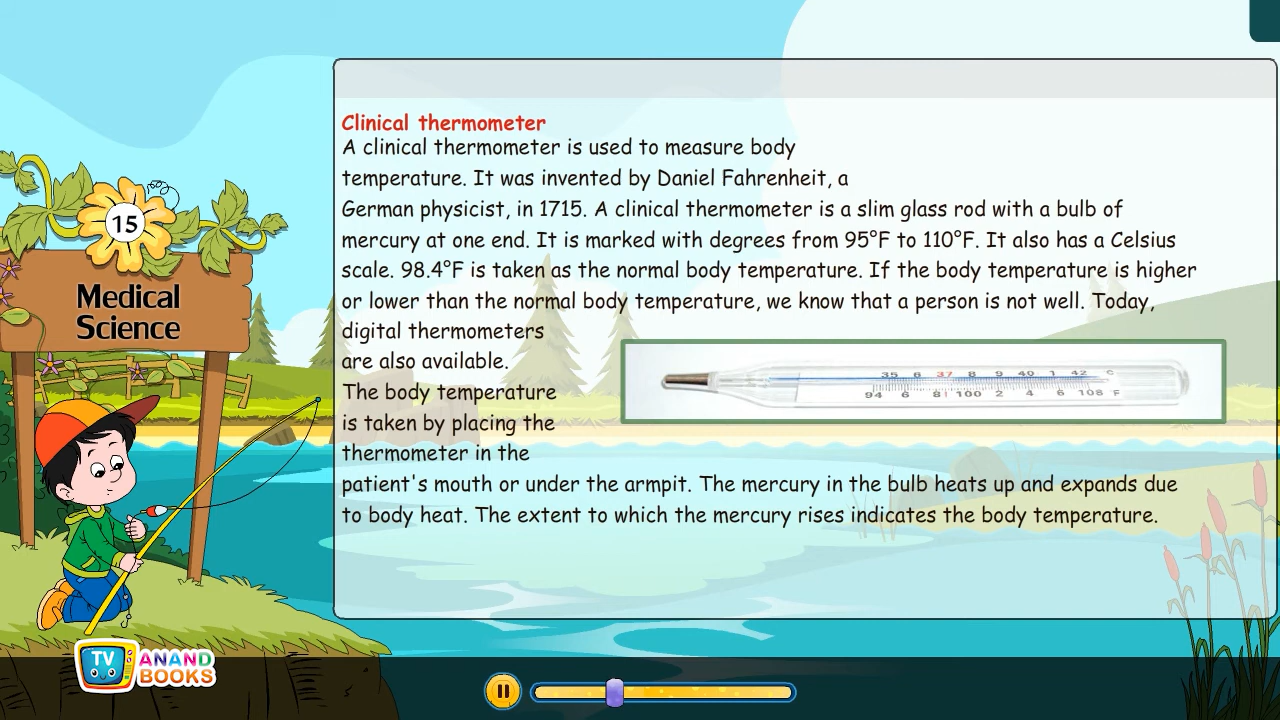 15
Medical
Science
Clinical thermometer
A clinical thermometer is used to measure body
temperature. It was invented by Daniel Fahrenheit, a
German physicist, in 1715. A clinical thermometer is a slim glass rod with a bulb of
mercury at one end. It is marked with degrees from 95°F to 110°F. It also has a Celsius
scale. 98.4°F is taken as the normal body temperature. If the body temperature is higher
or lower than the normal body temperature, we know that a person is not well. Today,
digital thermometers
are also available.
The body temperature
is taken by placing the
thermometer in the
patient's mouth or under the armpit. The mercury in the bulb heats up and expands due
to body heat. The extent to which the mercury rises indicates the body temperature.
35 6 37 8 9 40 1 42 C
94 6 8 100 2 4 6 108 F
TV
ANAND
BOOKS